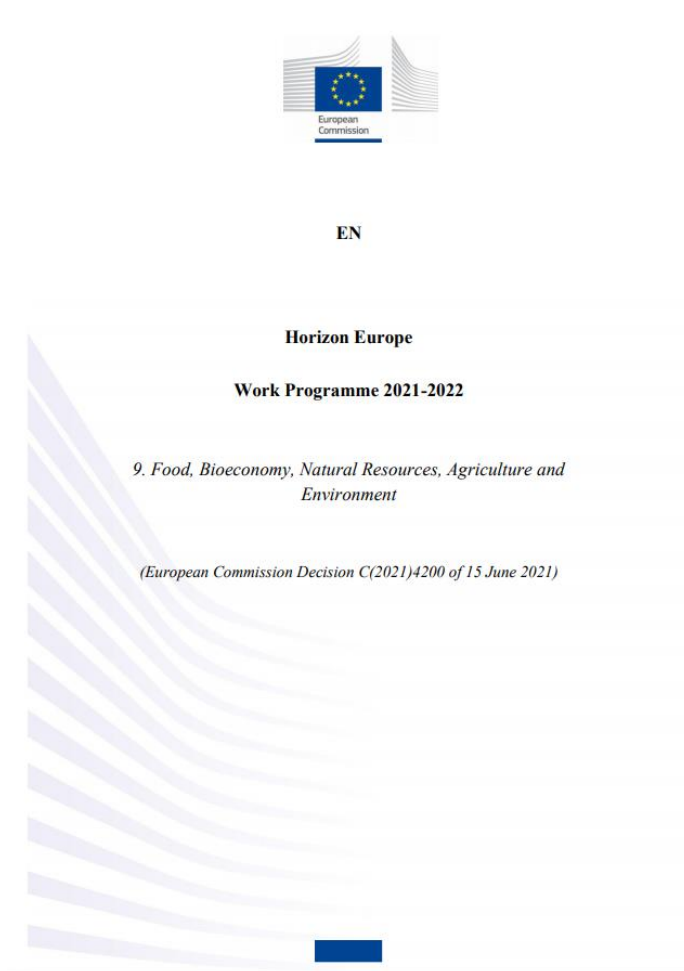 European
Commission
EN
Horizon Europe
Work Programme 2021-2022
9. Food, Bioeconomy, Natural Resources, Agriculture and
Environment
(European Commission Decision C(2021)4200 of 15 June 2021)